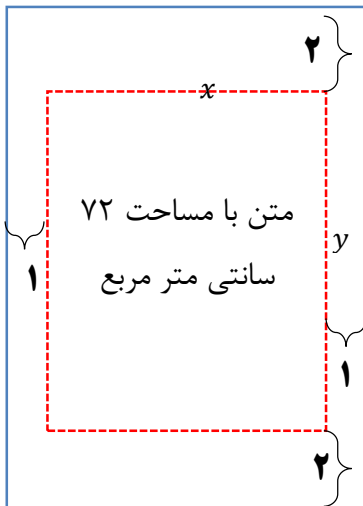 ۲
x
متن با مساحت ۷۲
سانتی متر مربع
y
۱
۱
۲